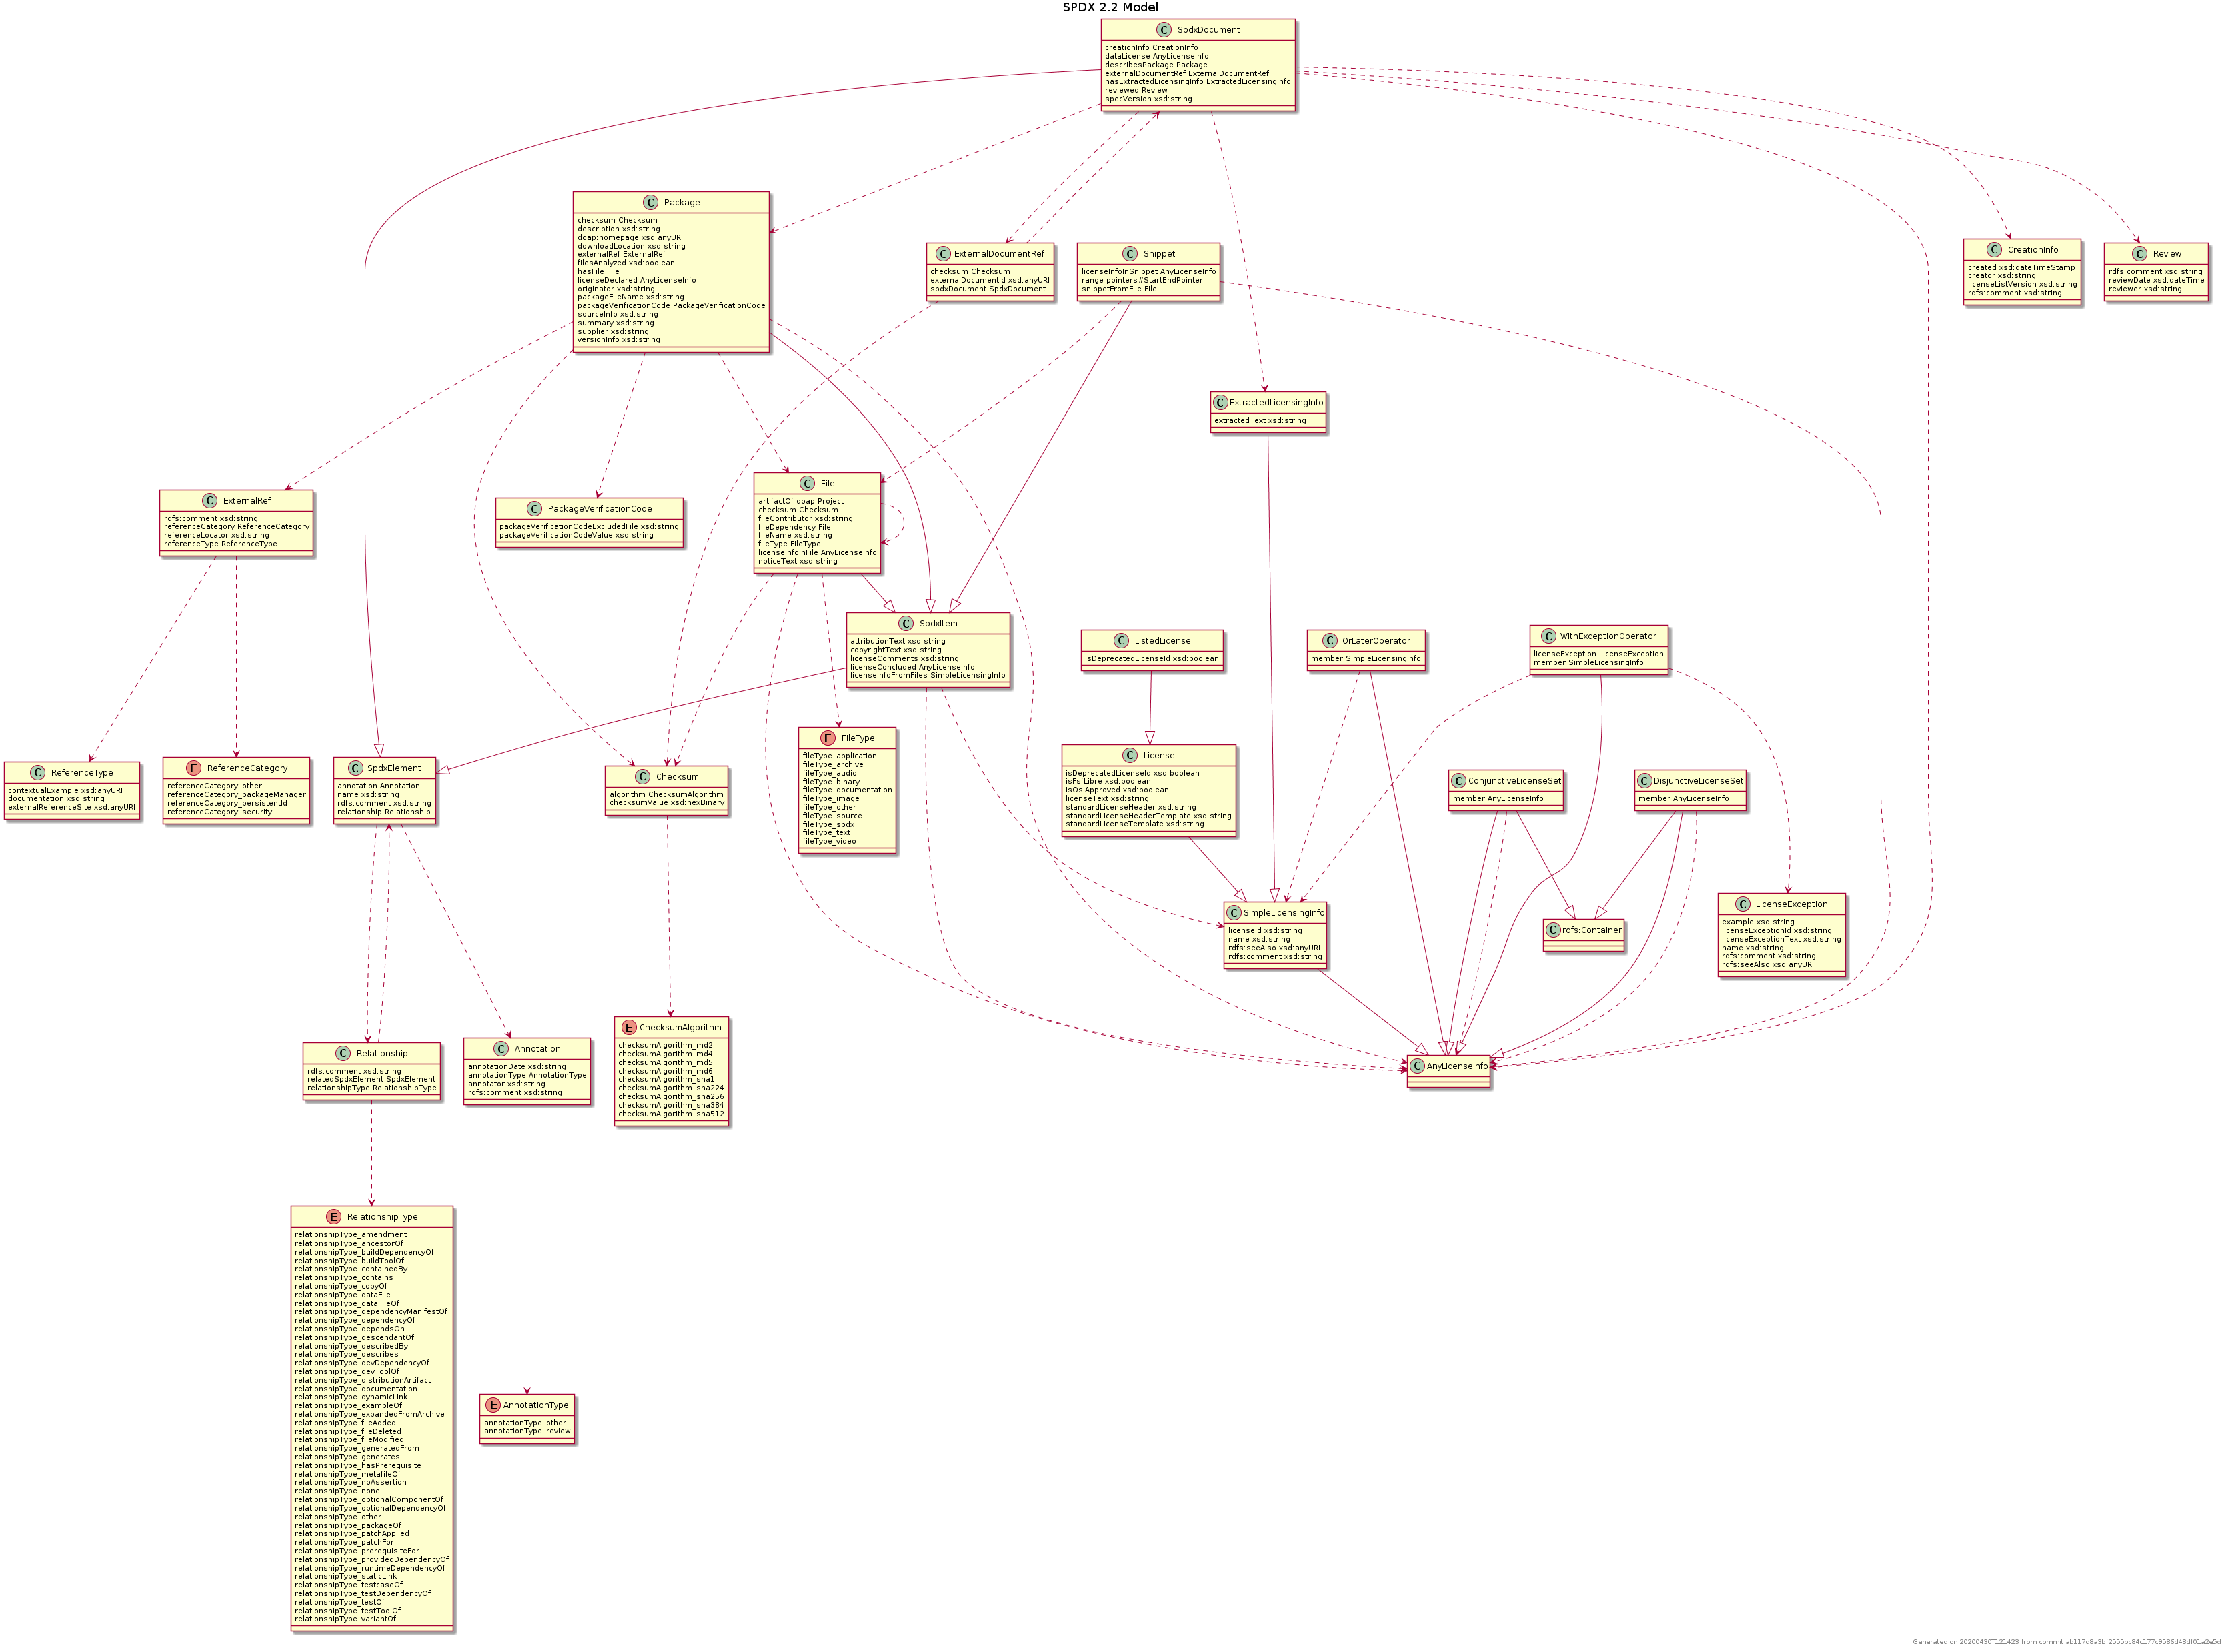 SPDX 2.2 Model
C SpdxDocument
creationInfo CreationInfo
dataLicense AnyLicenseInfo
describesPackage Package
externalDocumentRef ExternalDocumentRef
hasExtractedLicensingInfo ExtractedLicensingInfo
reviewed Review
specVersion xsd:string
C Package
checksum Checksum
description xsd:string
doap:homepage xsd:anyURI
downloadLocation xsd:string
externalRef ExternalRef
filesAnalyzed xsd:boolean
hasFile File
licenseDeclared AnyLicenseInfo
originator xsd:string
packageFileName xsd:string
packageVerificationCode PackageVerificationCode
sourceInfo xsd:string
summary xsd:string
supplier xsd:string
versionInfo xsd:string
C ExternalDocumentRef
checksum Checksum
externalDocumentId xsd:anyURI
spdxDocument SpdxDocument
C Snippet
licenseInfoInSnippet AnyLicenseInfo
range pointers#StartEndPointer
snippetFromFile File
C CreationInfo
created xsd:dateTimeStamp
creator xsd:string
licenseListVersion xsd:string
rdfs:comment xsd:string
C Review
rdfs:comment xsd:string
reviewDate xsd:dateTime
reviewer xsd:string
C ExtractedLicensingInfo
extractedText xsd:string
C ExternalRef
rdfs:comment xsd:string
referenceCategory ReferenceCategory
referenceLocator xsd:string
referenceType ReferenceType
C PackageVerificationCode
packageVerificationCodeExcludedFile xsd:string
packageVerificationCodeValue xsd:string
C File
artifactOf doap:Project
checksum Checksum
fileContributor xsd:string
fileDependency File
fileName xsd:string
fileType FileType
licenseInfoInFile AnyLicenseInfo
noticeText xsd:string
C SpdxItem
attributionText xsd:string
copyrightText xsd:string
licenseComments xsd:string
licenseConcluded AnyLicenseInfo
licenseInfoFromFiles SimpleLicensingInfo
C ListedLicense
isDeprecatedLicenseId xsd:boolean
C OrLaterOperator
member SimpleLicensingInfo
C WithExceptionOperator
licenseException LicenseException
member SimpleLicensingInfo
C ReferenceType
contextualExample xsd:anyURI
documentation xsd:string
externalReferenceSite xsd:anyURI
E ReferenceCategory
referenceCategory_other
referenceCategory_packageManager
referenceCategory_persistentId
referenceCategory_security
C SpdxElement
annotation Annotation
name xsd:string
rdfs:comment xsd:string
relationship Relationship
C Checksum
algorithm ChecksumAlgorithm
checksumValue xsd:hexBinary
E FileType
fileType_application
fileType_archive
fileType_audio
fileType_binary
fileType_documentation
fileType_image
fileType_other
fileType_source
fileType_spdx
fileType_text
fileType_video
C License
isDeprecatedLicenseId xsd:boolean
isFsfLibre xsd:boolean
isOsiApproved xsd:boolean
licenseText xsd:string
standardLicenseHeader xsd:string
standardLicenseHeaderTemplate xsd:string
standardLicenseTemplate xsd:string
C ConjunctiveLicenseSet
member AnyLicenseInfo
C DisjunctiveLicenseSet
member AnyLicenseInfo
C SimpleLicensingInfo
licenseId xsd:string
name xsd:string
rdfs:seeAlso xsd:anyURI
rdfs:comment xsd:string
C rdfs:Container
C LicenseException
example xsd:string
licenseExceptionId xsd:string
licenseExceptionText xsd:string
name xsd:string
rdfs:comment xsd:string
rdfs:seeAlso xsd:anyURI
C Relationship
rdfs:comment xsd:string
relatedSpdxElement SpdxElement
relationshipType RelationshipType
C Annotation
annotationDate xsd:string
annotationType AnnotationType
annotator xsd:string
rdfs:comment xsd:string
E ChecksumAlgorithm
checksumAlgorithm_md2
checksumAlgorithm_md4
checksumAlgorithm_md5
checksumAlgorithm_md6
checksumAlgorithm_sha1
checksumAlgorithm_sha224
checksumAlgorithm_sha256
checksumAlgorithm_sha384
checksumAlgorithm_sha512
C AnyLicenseInfo
E RelationshipType
relationshipType_amendment
relationshipType_ancestorOf
relationshipType_buildDependencyOf
relationshipType_buildToolOf
relationshipType_containedBy
relationshipType_contains
relationshipType_copyOf
relationshipType_dataFile
relationshipType_dataFileOf
relationshipType_dependencyManifestOf
relationshipType_dependencyOf
relationshipType_dependsOn
relationshipType_descendantOf
relationshipType_describedBy
relationshipType_describes
relationshipType_devDependencyOf
relationshipType_devToolOf
relationshipType_distributionArtifact
relationshipType_documentation
relationshipType_dynamicLink
relationshipType_exampleOf
relationshipType_expandedFromArchive
relationshipType_fileAdded
relationshipType_fileDeleted
relationshipType_fileModified
relationshipType_generatedFrom
relationshipType_generates
relationshipType_hasPrerequisite
relationshipType_metafileOf
relationshipType_noAssertion
relationshipType_none
relationshipType_optionalComponentOf
relationshipType_optionalDependencyOf
relationshipType_other
relationshipType_packageOf
relationshipType_patchApplied
relationshipType_patchFor
relationshipType_prerequisiteFor
relationshipType_providedDependencyOf
relationshipType_runtimeDependencyOf
relationshipType_staticLink
relationshipType_testcaseOf
relationshipType_testDependencyOf
relationshipType_testOf
relationshipType_testToolOf
relationshipType_variantOf
E AnnotationType
annotationType_other
annotationType_review
Generated on 20200430T121423 from commit ab117d8a3bf2555bc84c177c9586d43df01a2e5d